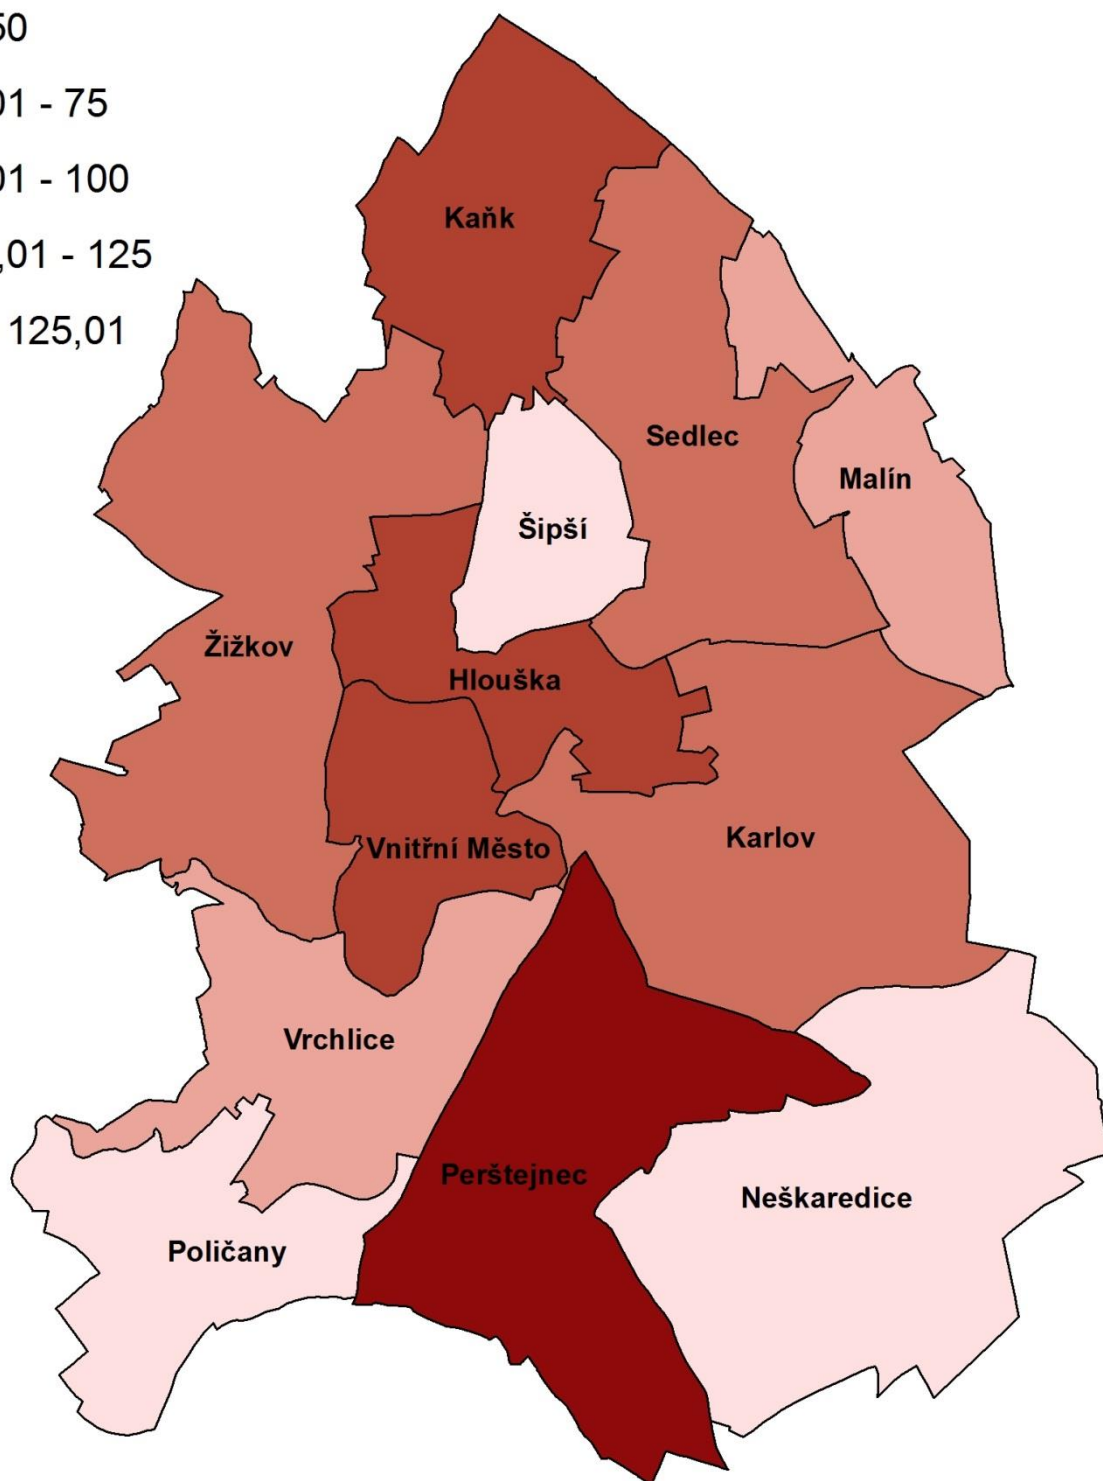 50
01 - 75
01 - 100
,01 - 125
125,01
Kaňk
Sedlec
Malín
Šipší
Žižkov
Hlouška
Karlov
Vnitřní Město
Vrchlice
Perštejnec
Neškaredice
Poličany